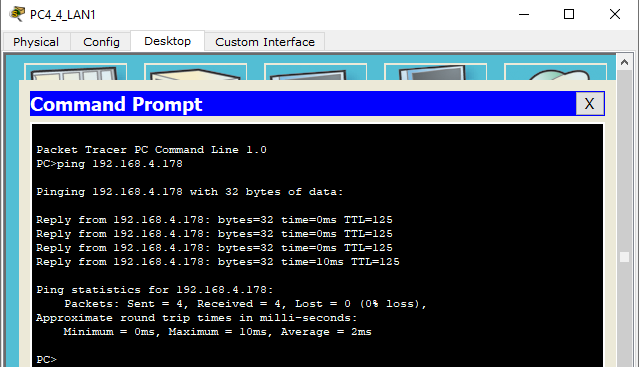 PC4_4_LAN1
Physical Config Desktop Custom Interface
Command Prompt X
Packet Tracer PC Command Line 1.0
PC>ping 192.168.4.178
Pinging 192.168.4.178 with 32 bytes of data:
Reply from 192.168.4.178: bytes=32 time=0ms TTL=125
Reply from 192.168.4.178: bytes=32 time=0ms TTL=125
Reply from 192.168.4.178: bytes=32 time=0ms TTL=125
Reply from 192.168.4.178: bytes=32 time=10ms TTL=125
Ping statistics for 192.168.4.178:
Packets: Sent = 4, Received = 4, Lost = 0 (0% loss),
Approximate round trip times in milli-seconds:
Minimum = 0ms, Maximum = 10ms, Average = 2ms
PC>